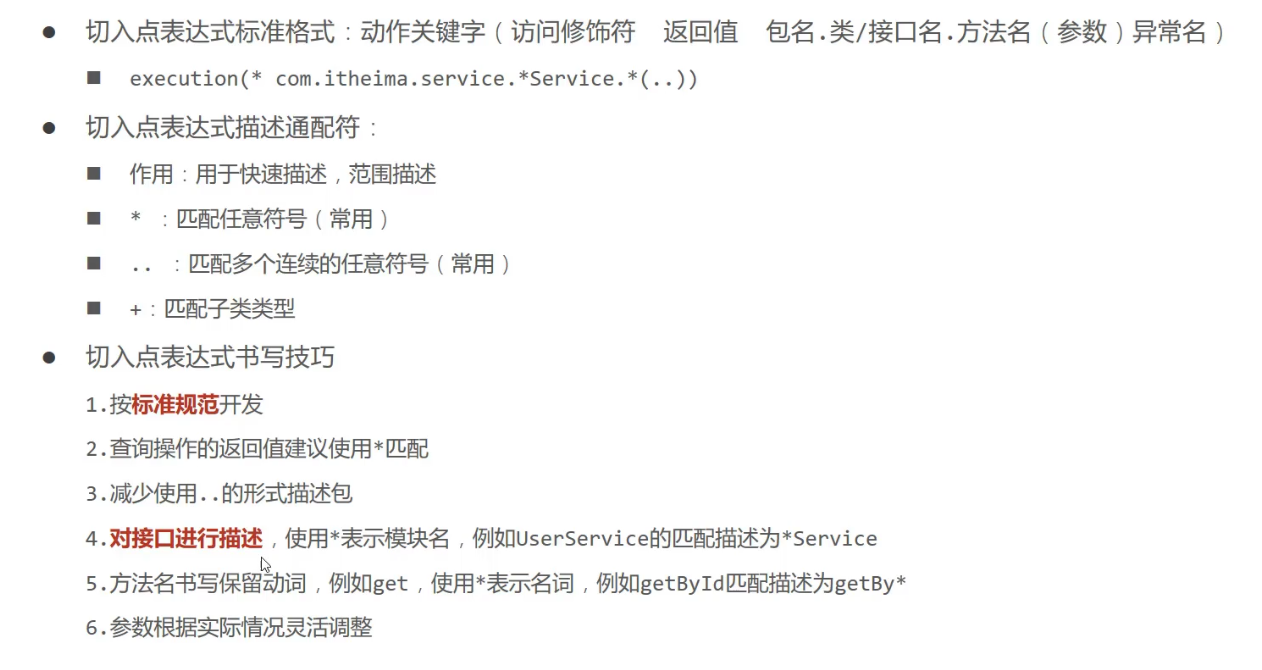 ● 切入点表达式标准格式：动作关键字（访问修饰符 返回值 包名.类/接口名.方法名（参数）异常名）
■ execution(* com.itheima.service.*Service.*(..))
● 切入点表达式描述通配符：
■ 作用：用于快速描述，范围描述
■ * ：匹配任意符号（常用）
■ .. ：匹配多个连续的任意符号（常用）
■ +：匹配子类类型
● 切入点表达式书写技巧
1.按标准规范开发
2.查询操作的返回值建议使用*匹配
3.减少使用..的形式描述包
4.对接口进行描述，使用*表示模块名，例如UserService的匹配描述为*Service
5.方法名书写保留动词，例如get，使用*表示名词，例如getById匹配描述为getBy*
6.参数根据实际情况灵活调整